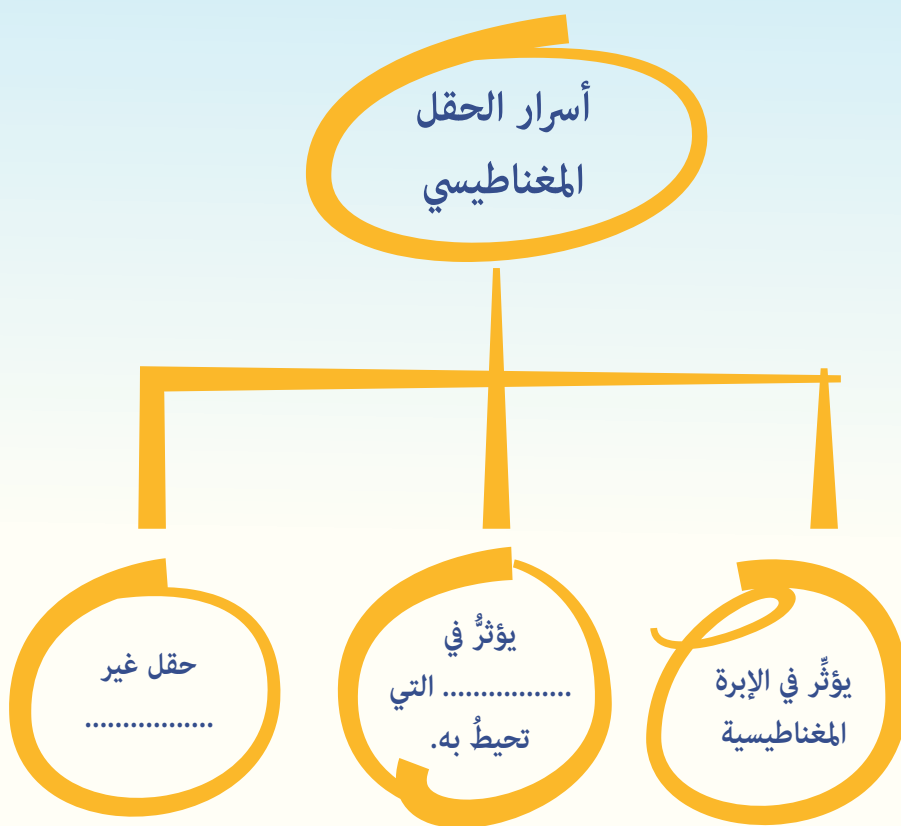 أسرار الحقل
المغناطيسي
يؤثِّر في الإبرة
المغناطيسية
يؤثرُّ في
................. التي
تحيطُ به.
حقل غير
.................